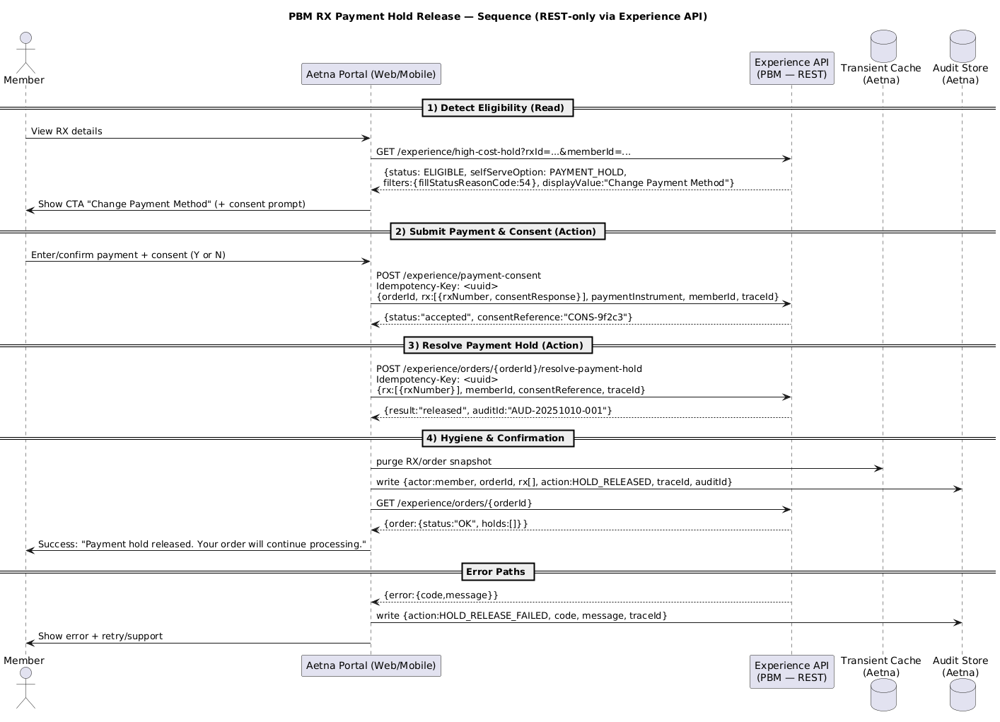 PBM RX Payment Hold Release — Sequence (REST-only via Experience API)
Member
Aetna Portal (Web/Mobile)
Experience API
(PBM — REST)
Transient Cache
(Aetna)
Audit Store
(Aetna)
1) Detect Eligibility (Read)
View RX details
GET /experience/high-cost-hold?rxId=...&memberId=...
{status: ELIGIBLE, selfServeOption: PAYMENT_HOLD,
filters:{fillStatusReasonCode:54}, displayValue:"Change Payment Method"}
Show CTA "Change Payment Method" (+ consent prompt)
2) Submit Payment & Consent (Action)
Enter/confirm payment + consent (Y or N)
POST /experience/payment-consent
Idempotency-Key: <uuid>
{orderId, rx:[{rxNumber, consentResponse}], paymentInstrument, memberId, traceId}
{status:"accepted", consentReference:"CONS-9f2c3"}
3) Resolve Payment Hold (Action)
POST /experience/orders/{orderId}/resolve-payment-hold
Idempotency-Key: <uuid>
{rx:[{rxNumber}], memberId, consentReference, traceId}
{result:"released", auditId:"AUD-20251010-001"}
4) Hygiene & Confirmation
purge RX/order snapshot
write {actor:member, orderId, rx[], action:HOLD_RELEASED, traceId, auditId}
GET /experience/orders/{orderId}
{order:{status:"OK", holds:[]}}
Success: "Payment hold released. Your order will continue processing."
Error Paths
{error:{code,message}}
write {action:HOLD_RELEASE_FAILED, code, message, traceId}
Show error + retry/support
Member
Aetna Portal (Web/Mobile)
Experience API
(PBM — REST)
Transient Cache
(Aetna)
Audit Store
(Aetna)